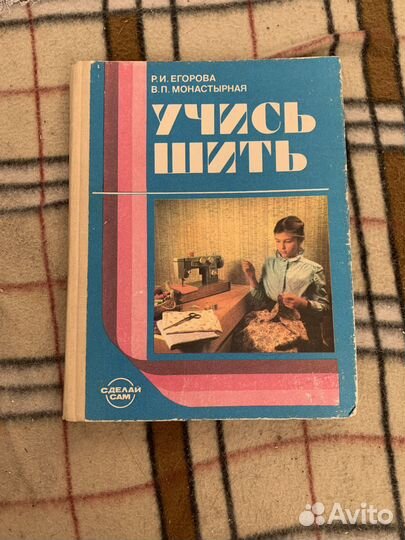 Р.И. ЕГОРОВА
В.П. МОНАСТЫРНАЯ
УЧИСЬ
ШИТЬ
СДЕЛАЙ
САМ
Avito